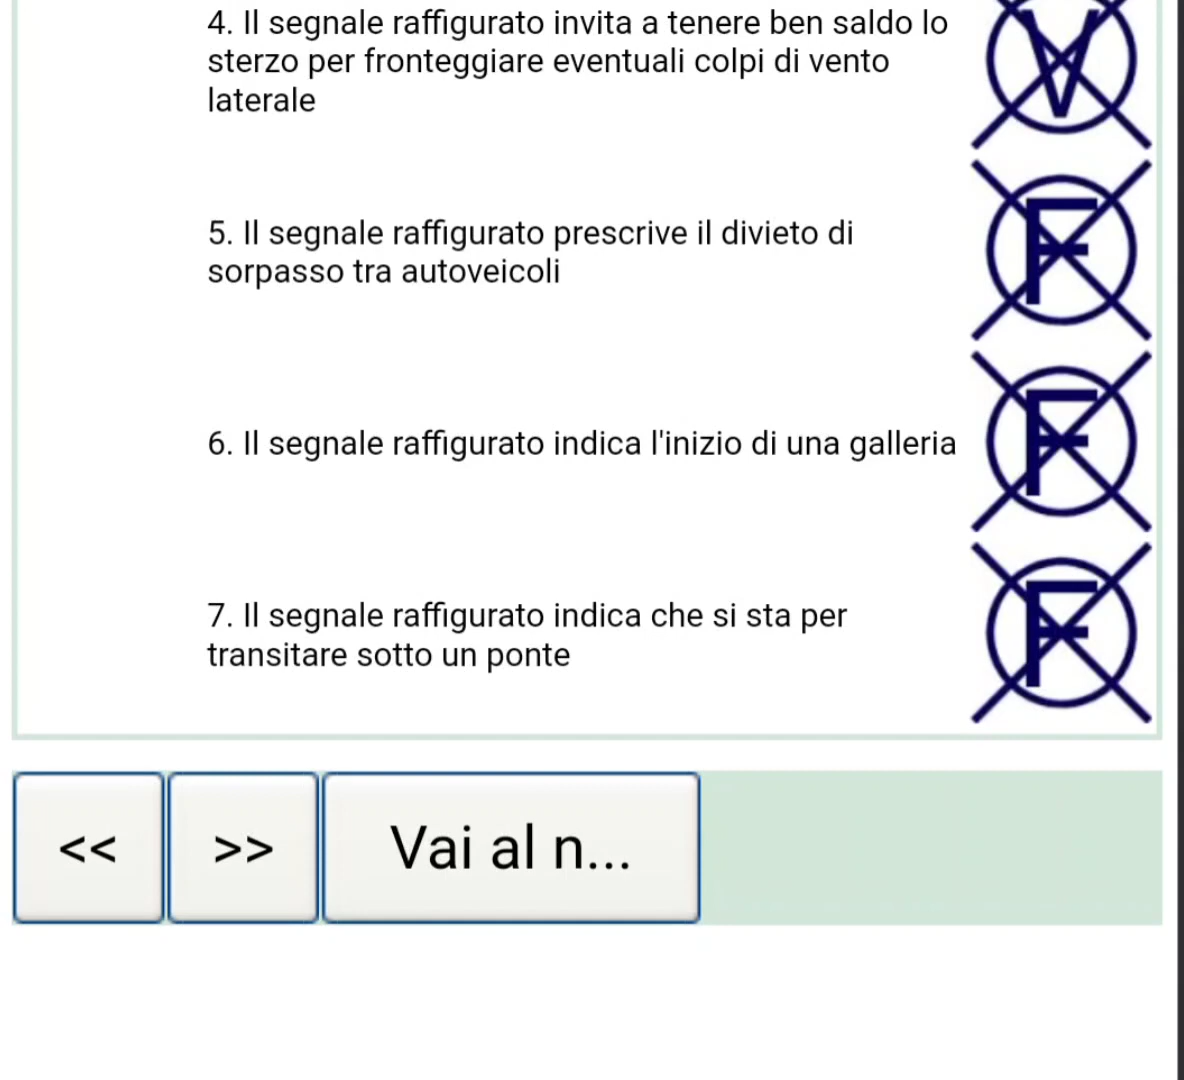 4. Il segnale raffigurato invita a tenere ben saldo lo
sterzo per fronteggiare eventuali colpi di vento
laterale
V
5. Il segnale raffigurato prescrive il divieto di
sorpasso tra autoveicoli
F
6. Il segnale raffigurato indica l'inizio di una galleria
F
7. Il segnale raffigurato indica che si sta per
transitare sotto un ponte
F
<< >> Vai al n...